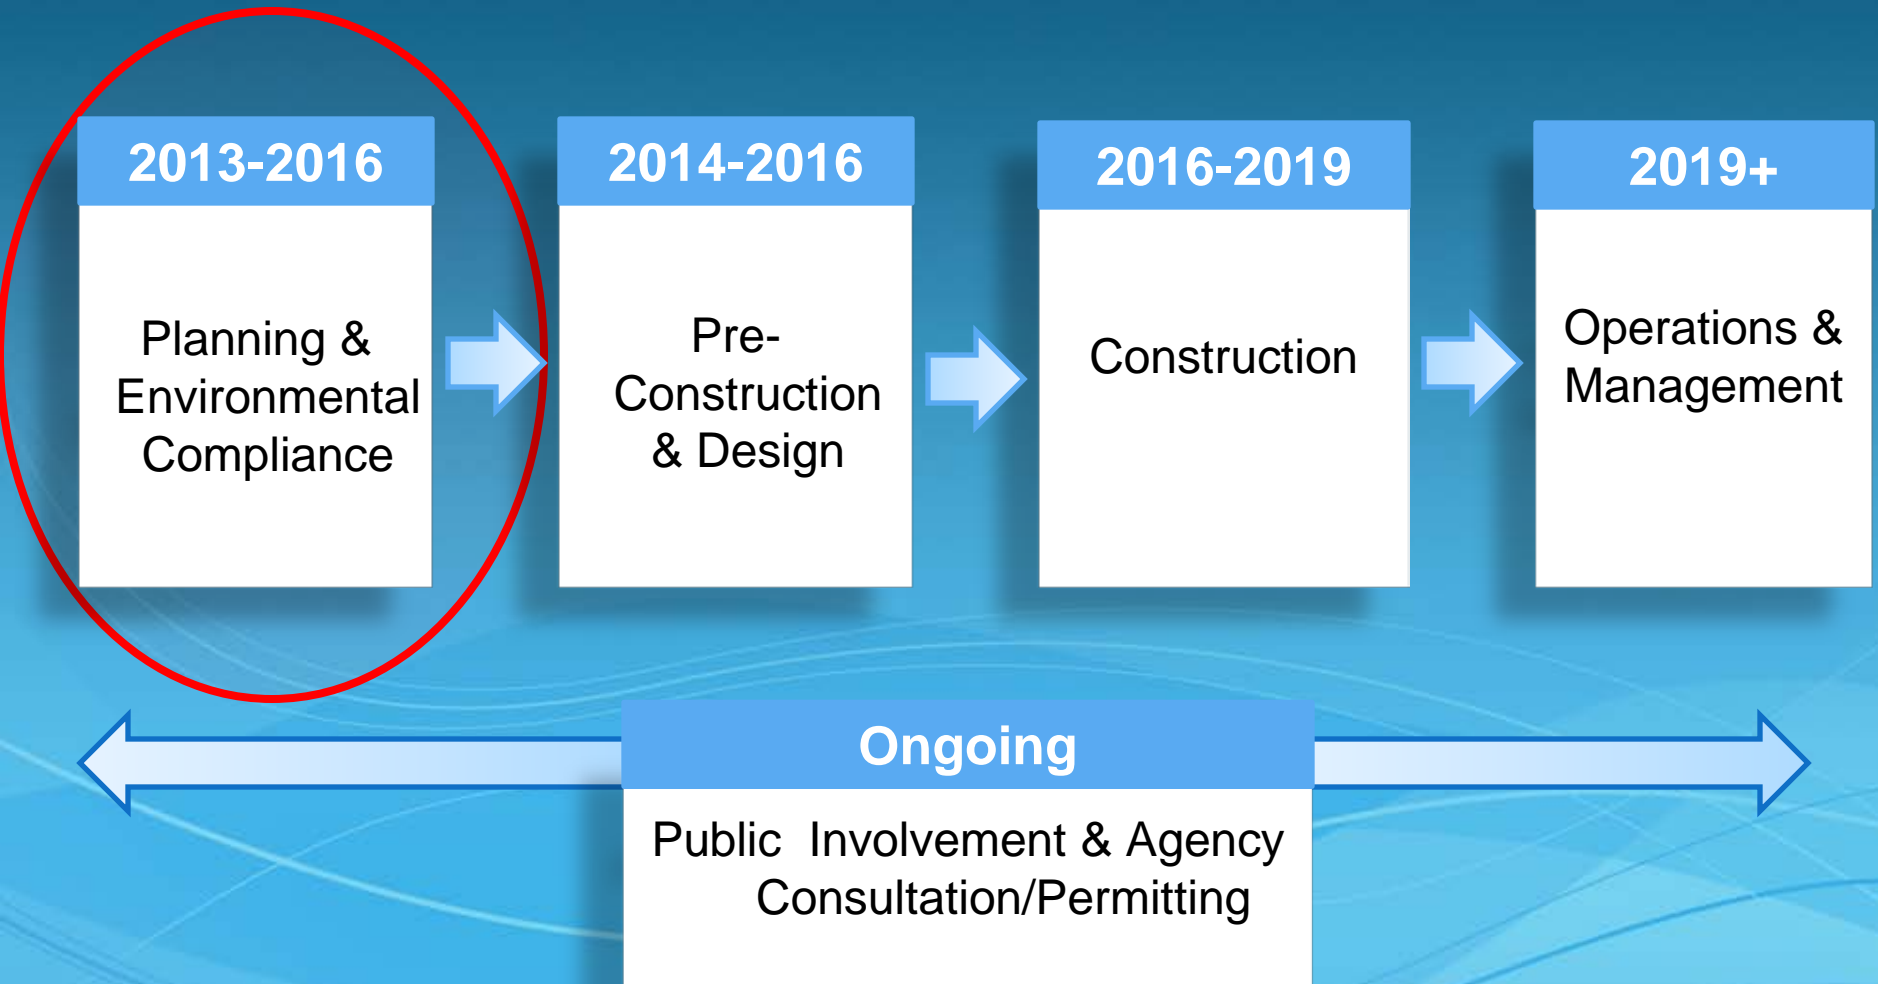 2013-2016
Planning &
Environmental
Compliance
2014-2016
Pre-
Construction
& Design
2016-2019
Construction
2019+
Operations &
Management
Ongoing
Public Involvement & Agency
Consultation/Permitting